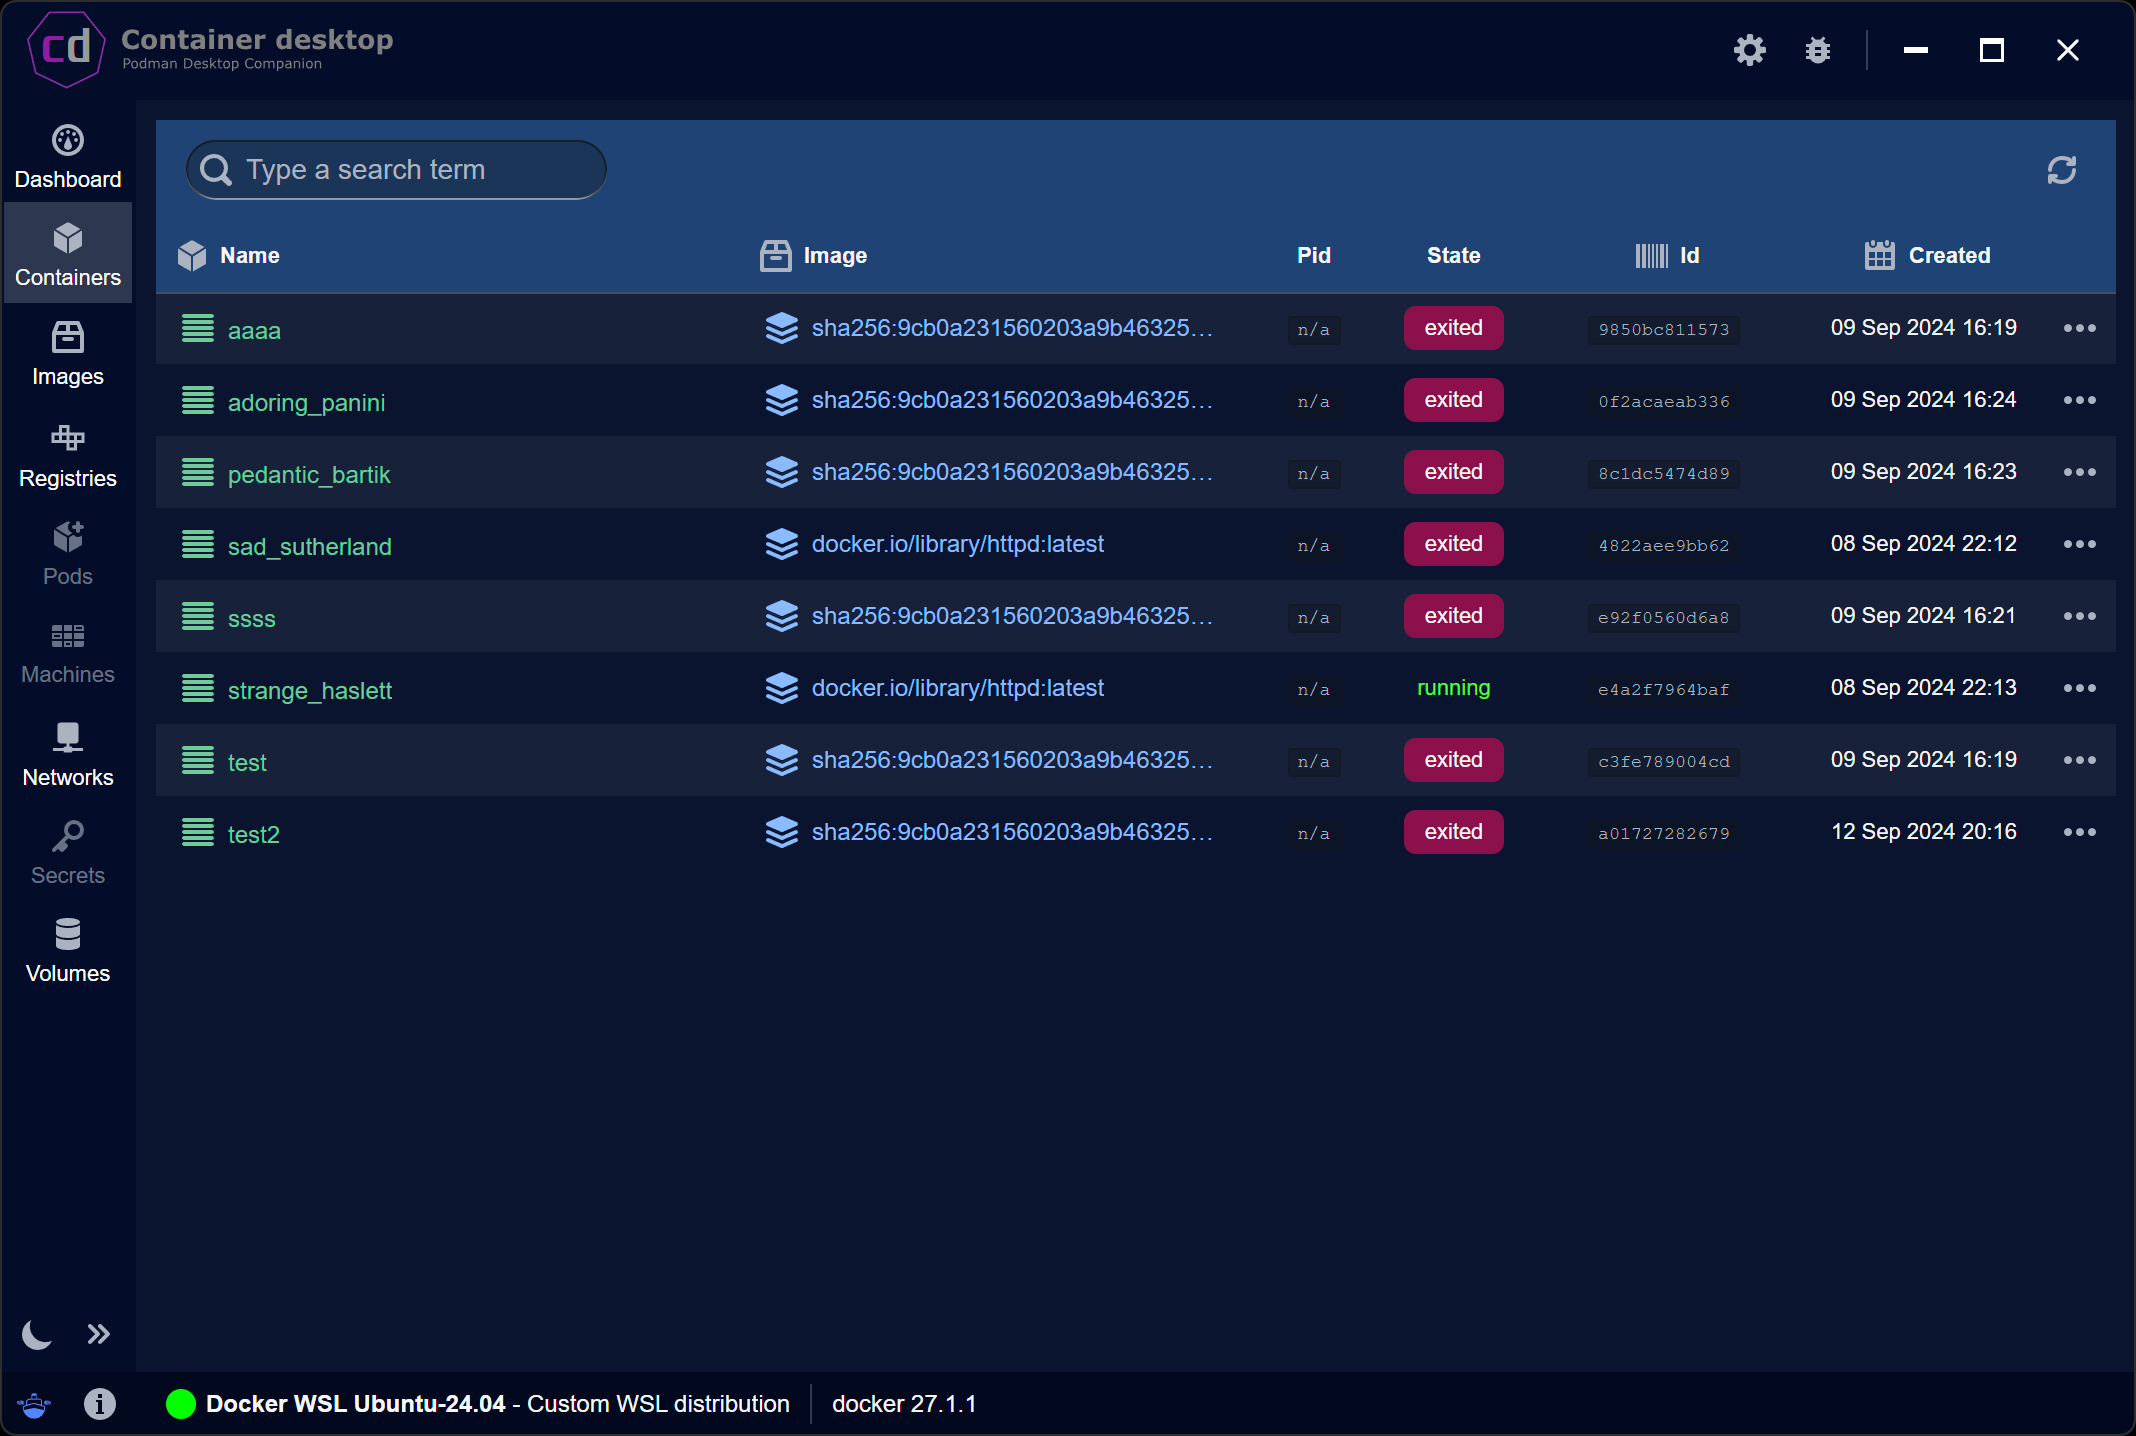 cd Container desktop
Podman Desktop Companion
Dashboard
Containers
Images
Registries
Pods
Machines
Networks
Secrets
Volumes
Type a search term
Name Image Pid State Id Created
aaaa sha256:9cb0a231560203a9b46325... n/a exited 9850bc811573 09 Sep 2024 16:19
adoring_panini sha256:9cb0a231560203a9b46325... n/a exited 0f2acaeab336 09 Sep 2024 16:24
pedantic_bartik sha256:9cb0a231560203a9b46325... n/a exited 8c1dc5474d89 09 Sep 2024 16:23
sad_sutherland docker.io/library/httpd:latest n/a exited 4822aee9bb62 08 Sep 2024 22:12
ssss sha256:9cb0a231560203a9b46325... n/a exited e92f0560d6a8 09 Sep 2024 16:21
strange_haslett docker.io/library/httpd:latest n/a running e4a2f7964baf 08 Sep 2024 22:13
test sha256:9cb0a231560203a9b46325... n/a exited c3fe789004cd 09 Sep 2024 16:19
test2 sha256:9cb0a231560203a9b46325... n/a exited a01727282679 12 Sep 2024 20:16
Docker WSL Ubuntu-24.04 - Custom WSL distribution docker 27.1.1